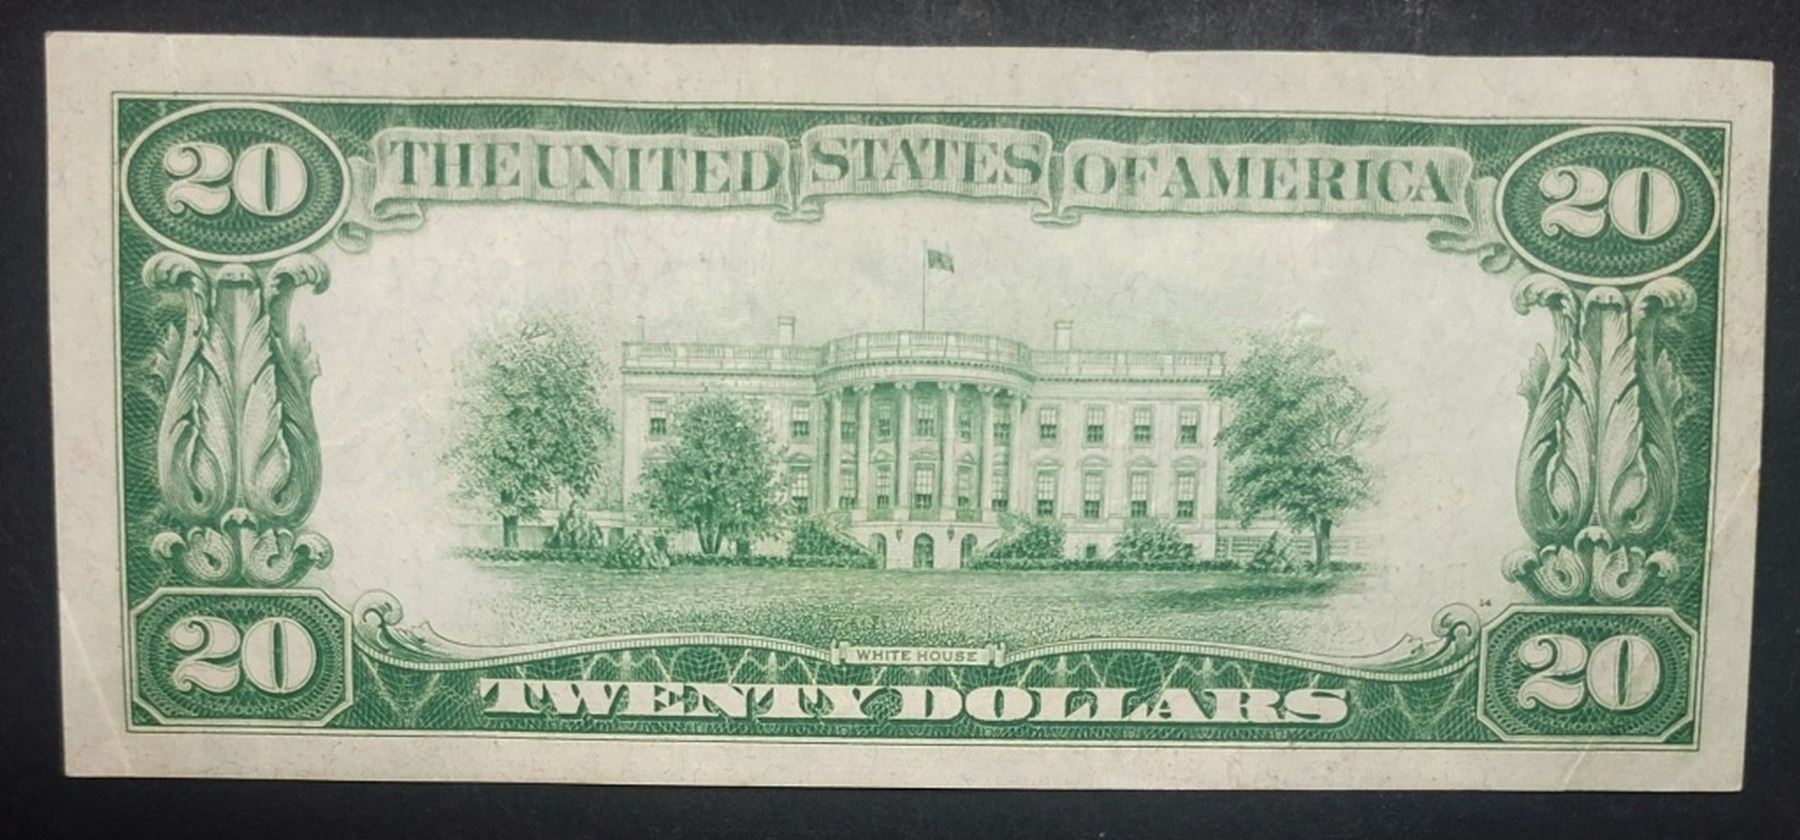 20 THE UNITED STATES OF AMERICA 20
WHITE HOUSE
20 TWENTY DOLLARS 20